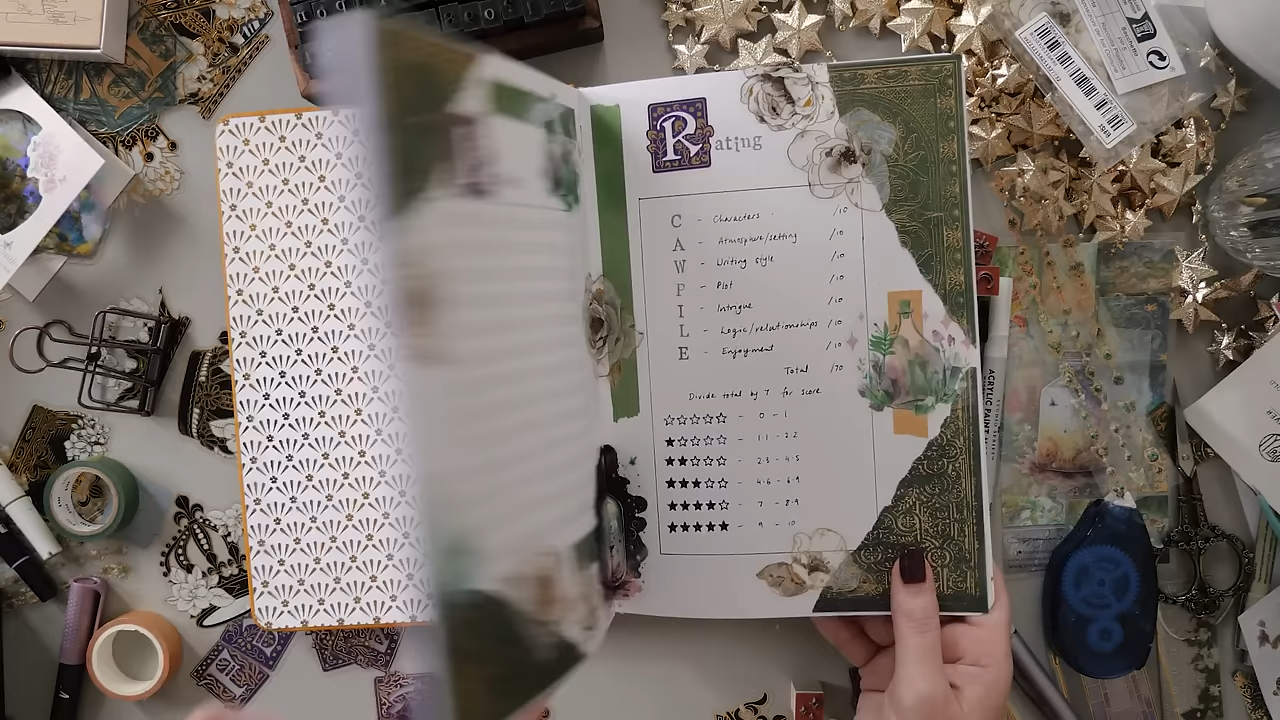 Rating
C - Characters /10
A - Atmosphere/setting /10
W - Writing style /10
P - Plot /10
I - Intrigue /10
L - Logic/relationships /10
E - Enjoyment /10
Total /70
Divide total by 7 for score
☆☆☆☆☆ - 0 - 1
★☆☆☆☆ - 1.1 - 2.2
★★☆☆☆ - 2.3 - 4.5
★★★☆☆ - 4.6 - 6.9
★★★★☆ - 7 - 8.9
★★★★★ - 9 - 10
ACRYLIC PAINT